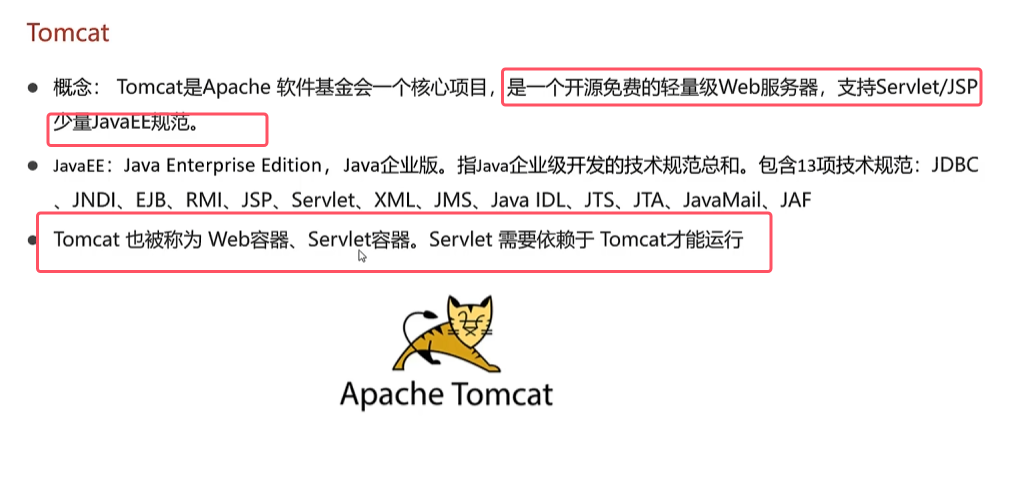 Tomcat
● 概念： Tomcat是Apache 软件基金会一个核心项目，是一个开源免费的轻量级Web服务器，支持Servlet/JSP
少量JavaEE规范。
● JavaEE：Java Enterprise Edition，Java企业版。指Java企业级开发的技术规范总和。包含13项技术规范：JDBC
、JNDI、EJB、RMI、JSP、Servlet、XML、JMS、Java IDL、JTS、JTA、JavaMail、JAF
● Tomcat 也被称为 Web容器、Servlet容器。Servlet 需要依赖于 Tomcat才能运行
Apache Tomcat